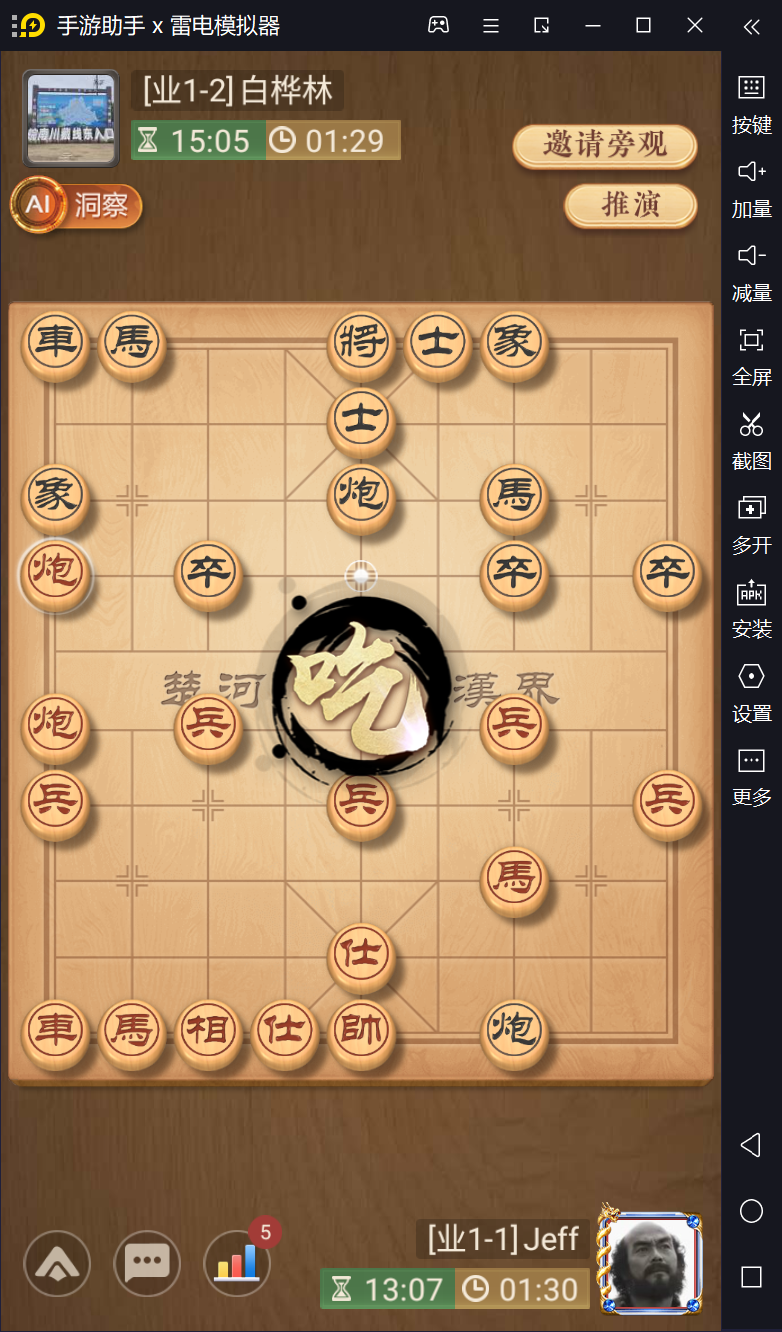 手游助手 x 雷电模拟器
[业1-2] 白桦林
15:05 01:29
邀请旁观
AI 洞察
推演
車 馬 將 士 象
士
象 炮 馬
炮 卒 卒 卒
楚河 漢界
吃
炮 兵 兵
兵 兵 兵
馬
仕
車 馬 相 仕 帥 炮
5
[业1-1] Jeff
13:07 01:30
按键
加量
减量
全屏
截图
多开
APK
安装
设置
更多